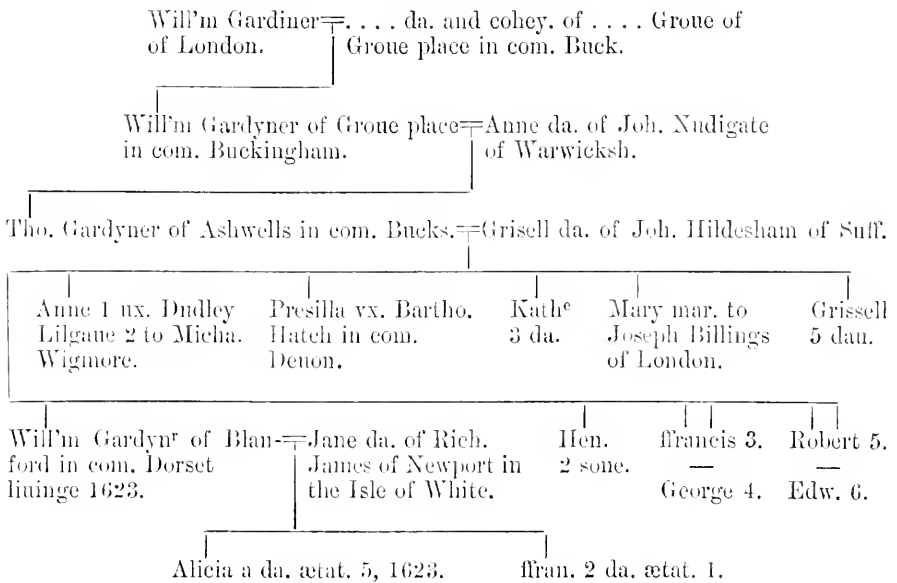 Will'm Gardiner=. . . . da. and cohey. of . . . . Groue of
of London. Groue place in com. Buck.
Will'm Gardyner of Groue place=Anne da. of Joh. Nudigate
in com. Buckingham. of Warwicksh.
Tho. Gardyner of Ashwells in com. Bucks.=Grisell da. of Joh. Hildesham of Suff.
Anne 1 ux. Dudley Presilla vx. Bartho. Kathᵉ Mary mar. to Grissell
Lilgaue 2 to Micha. Hatch in com. 3 da. Joseph Billings 5 dau.
Wigmore. Deuon. of London.
Will'm Gardynʳ of Blan-=Jane da. of Rich. Hen. ffrancis 3. Robert 5.
ford in com. Dorset James of Newport in 2 sone. — —
liuinge 1623. the Isle of White. George 4. Edw. 6.
Alicia a da. ætat. 5, 1623. ffran. 2 da. ætat. 1.